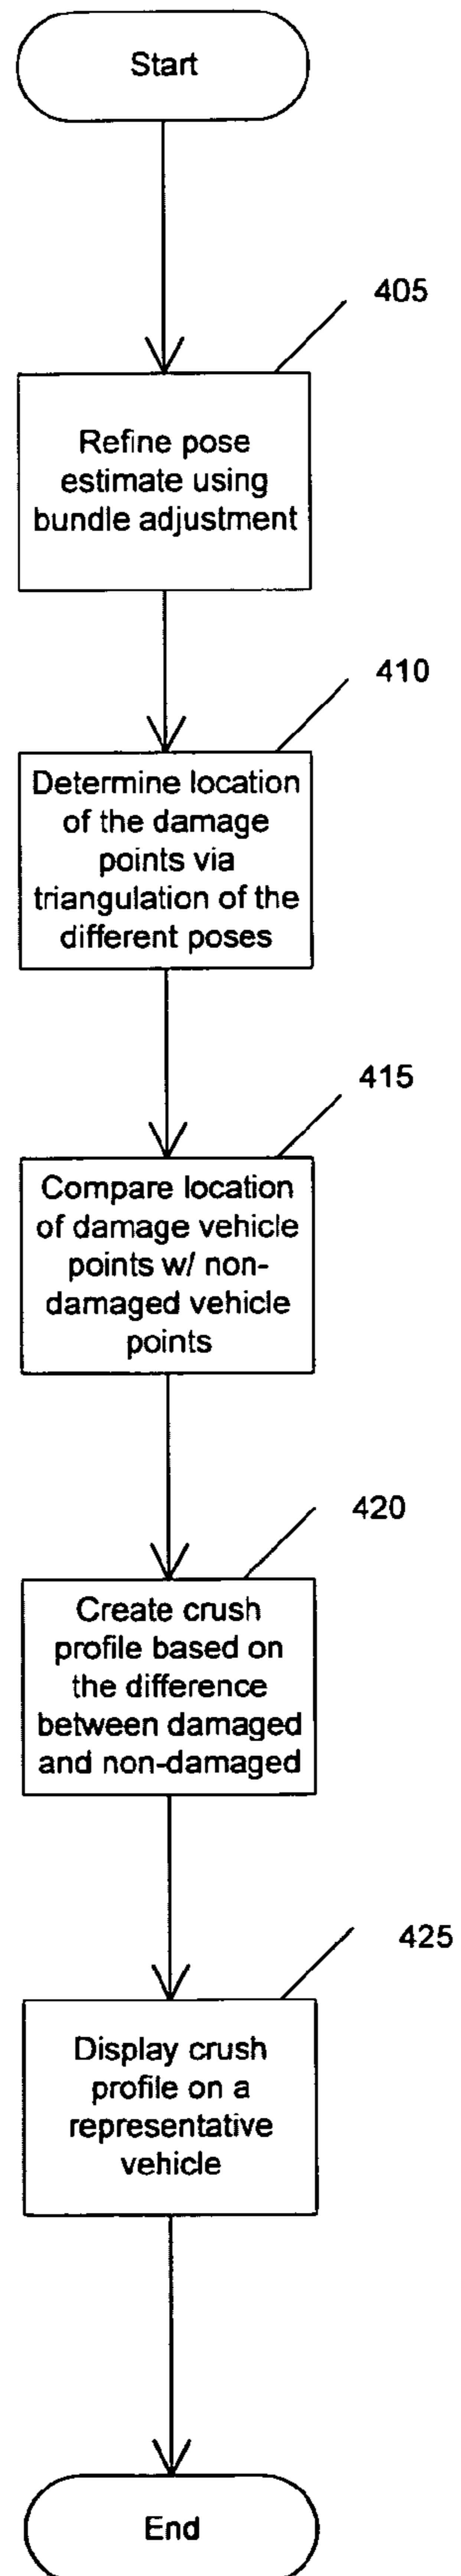 Start
405
Refine pose
estimate using
bundle adjustment
410
Determine location
of the damage
points via
triangulation of the
different poses
415
Compare location
of damage vehicle
points w/ non-
damaged vehicle
points
420
Create crush
profile based on
the difference
between damaged
and non-damaged
425
Display crush
profile on a
representative
vehicle
End